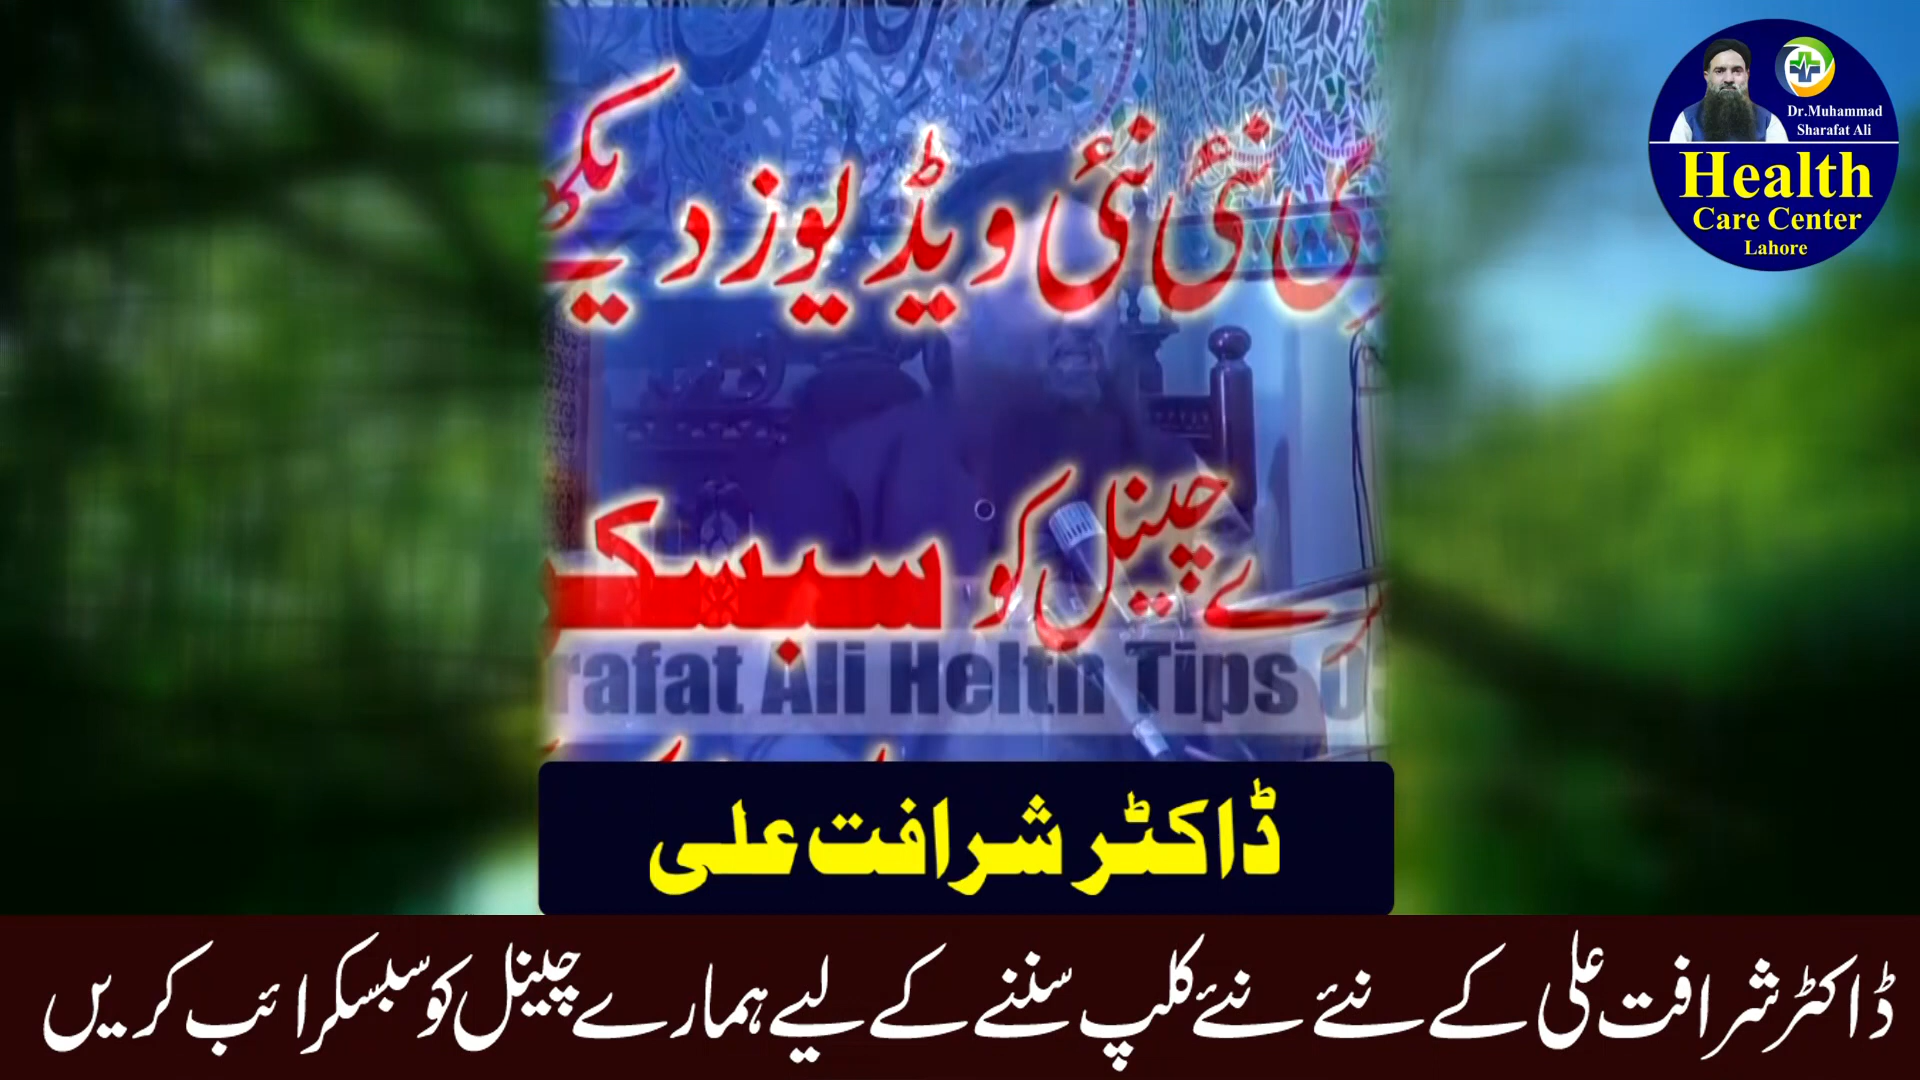 Dr.Muhammad
Sharafat Ali
Health
Care Center
Lahore
نئی نئی ویڈیوز دیکھ
چینل کو سبسکر
rafat Ali Helth Tips
ڈاکٹر شرافت علی
ڈاکٹر شرافت علی کے نئے نئے کلپ سننے کے لیے ہمارے چینل کو سبسکرائب کریں